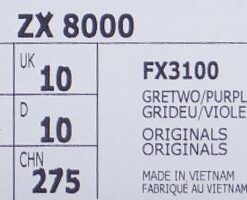 ZX 8000
UK
10
D
10
CHN
275
FX3100
GRETWO/PURPL
GRIDEU/VIOLE
ORIGINALS
ORIGINALS
MADE IN VIETNAM
FABRIQUÉ AU VIETNAM